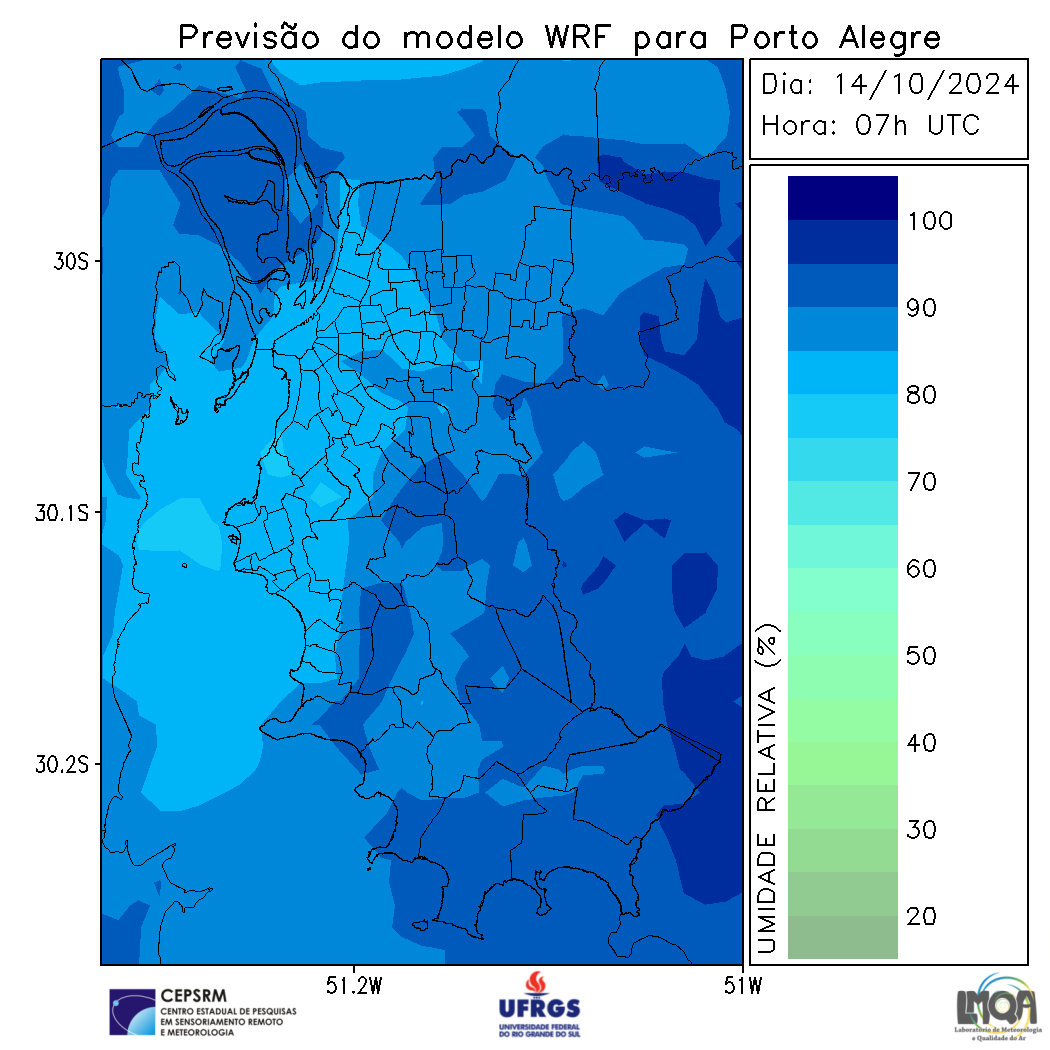 Previsão do modelo WRF para Porto Alegre
Dia: 14/10/2024
Hora: 07h UTC
100
90
80
70
60
50
40
30
20
UMIDADE RELATIVA (%)
30S
30.1S
30.2S
51.2W
51W
CEPSRM
CENTRO ESTADUAL DE PESQUISAS
EM SENSORIAMENTO REMOTO
E METEOROLOGIA
UFRGS
UNIVERSIDADE FEDERAL
DO RIO GRANDE DO SUL
LMQA
Laboratório de Meteorologia
e Qualidade do Ar